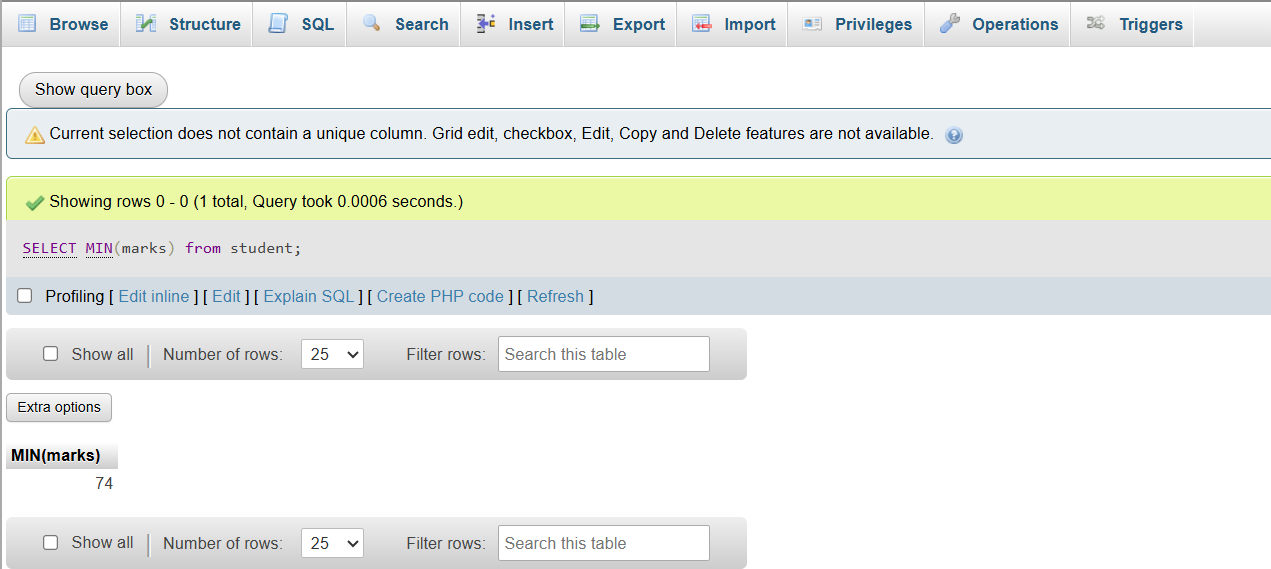 Browse Structure SQL Search Insert Export Import Privileges Operations Triggers
Show query box
Current selection does not contain a unique column. Grid edit, checkbox, Edit, Copy and Delete features are not available.
Showing rows 0 - 0 (1 total, Query took 0.0006 seconds.)
SELECT MIN(marks) from student;
Profiling [ Edit inline ] [ Edit ] [ Explain SQL ] [ Create PHP code ] [ Refresh ]
Show all | Number of rows: 25 Filter rows: Search this table
Extra options
MIN(marks)
74
Show all | Number of rows: 25 Filter rows: Search this table